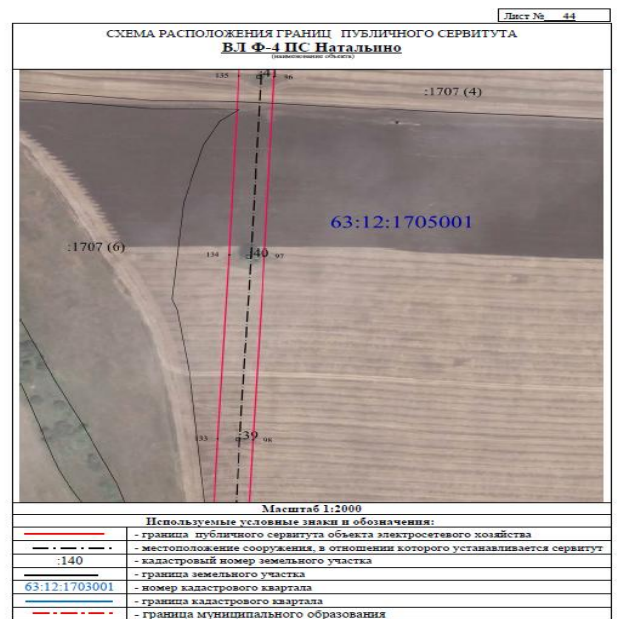 Лист № 44
СХЕМА РАСПОЛОЖЕНИЯ ГРАНИЦ ПУБЛИЧНОГО СЕРВИТУТА
ВЛ Ф-4 ПС Натальино
(наименование объекта)
135 41 96
:1707 (4)
63:12:1705001
:1707 (6)
134 40 97
133 39 98
Масштаб 1:2000
Используемые условные знаки и обозначения:
- граница публичного сервитута объекта электросетевого хозяйства
- местоположение сооружения, в отношении которого устанавливается сервитут
:140 - кадастровый номер земельного участка
- граница земельного участка
63:12:1703001 - номер кадастрового квартала
- граница кадастрового квартала
- граница муниципального образования